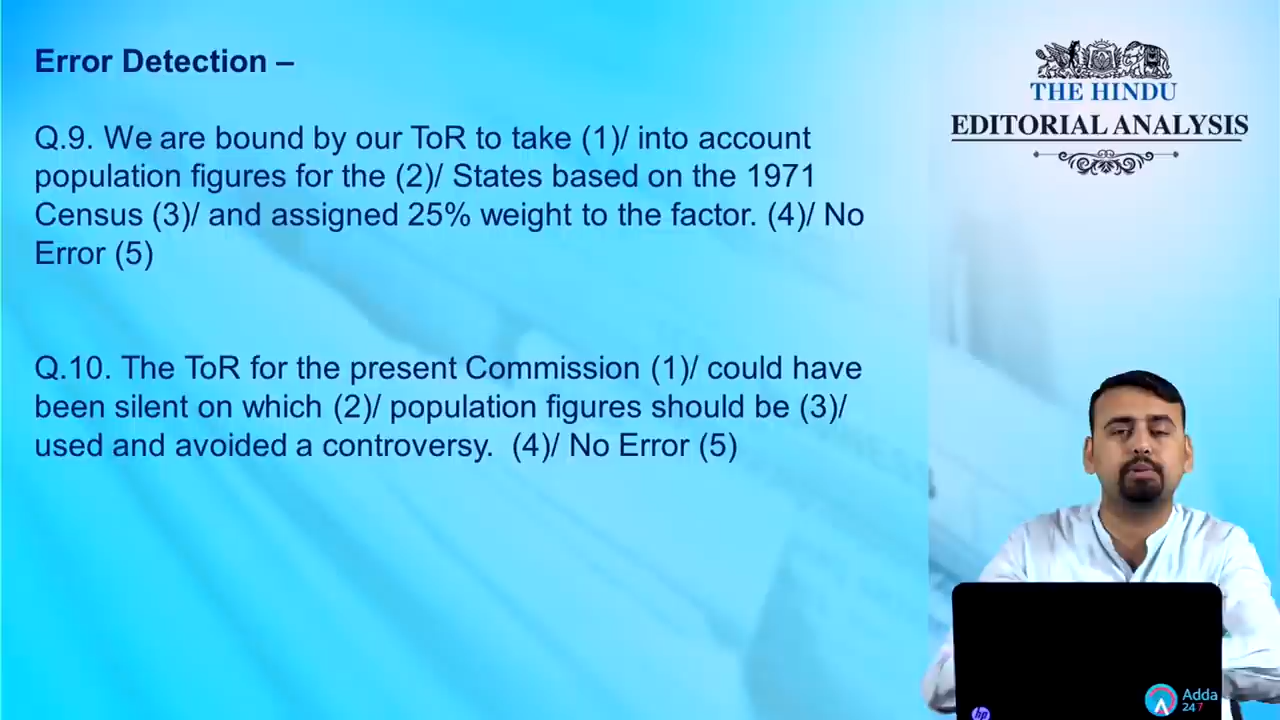 Error Detection –
THE HINDU
EDITORIAL ANALYSIS
Q.9. We are bound by our ToR to take (1)/ into account
population figures for the (2)/ States based on the 1971
Census (3)/ and assigned 25% weight to the factor. (4)/ No
Error (5)
Q.10. The ToR for the present Commission (1)/ could have
been silent on which (2)/ population figures should be (3)/
used and avoided a controversy. (4)/ No Error (5)
hp
Adda
247